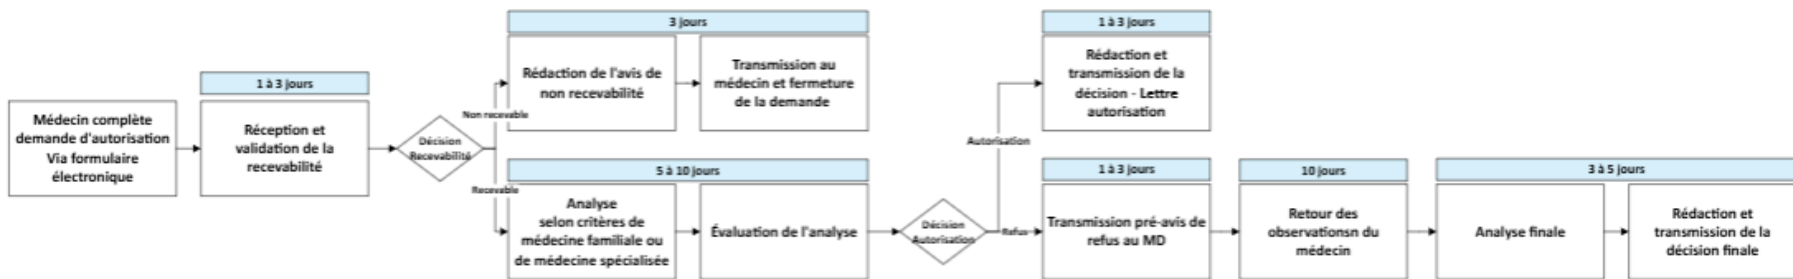 Médecin complète
demande d'autorisation
Via formulaire
électronique
1 à 3 jours
Réception et
validation de la
recevabilité
Décision
Recevabilité
Non recevable
3 jours
Rédaction de l'avis de
non recevabilité
Transmission au
médecin et fermeture
de la demande
Recevable
5 à 10 jours
Analyse
selon critères de
médecine familiale ou
de médecine spécialisée
Évaluation de l'analyse
Décision
Autorisation
Autorisation
1 à 3 jours
Rédaction et
transmission de la
décision - Lettre
autorisation
Refus
1 à 3 jours
Transmission pré-avis de
refus au MD
10 jours
Retour des
observationsn du
médecin
3 à 5 jours
Analyse finale
Rédaction et
transmission de la
décision finale